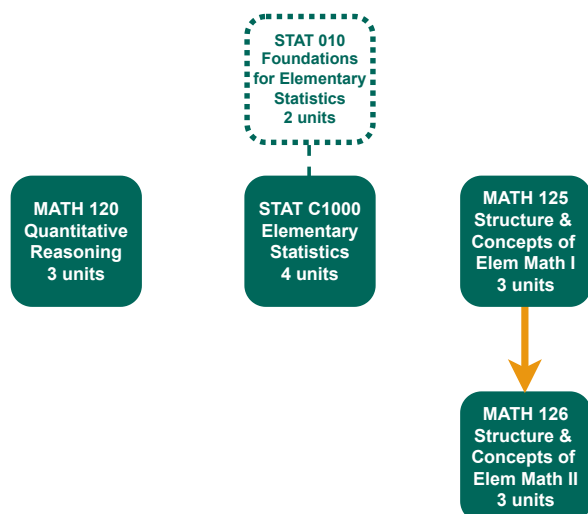 STAT 010
Foundations
for Elementary
Statistics
2 units
MATH 120
Quantitative
Reasoning
3 units
STAT C1000
Elementary
Statistics
4 units
MATH 125
Structure &
Concepts of
Elem Math I
3 units
MATH 126
Structure &
Concepts of
Elem Math II
3 units